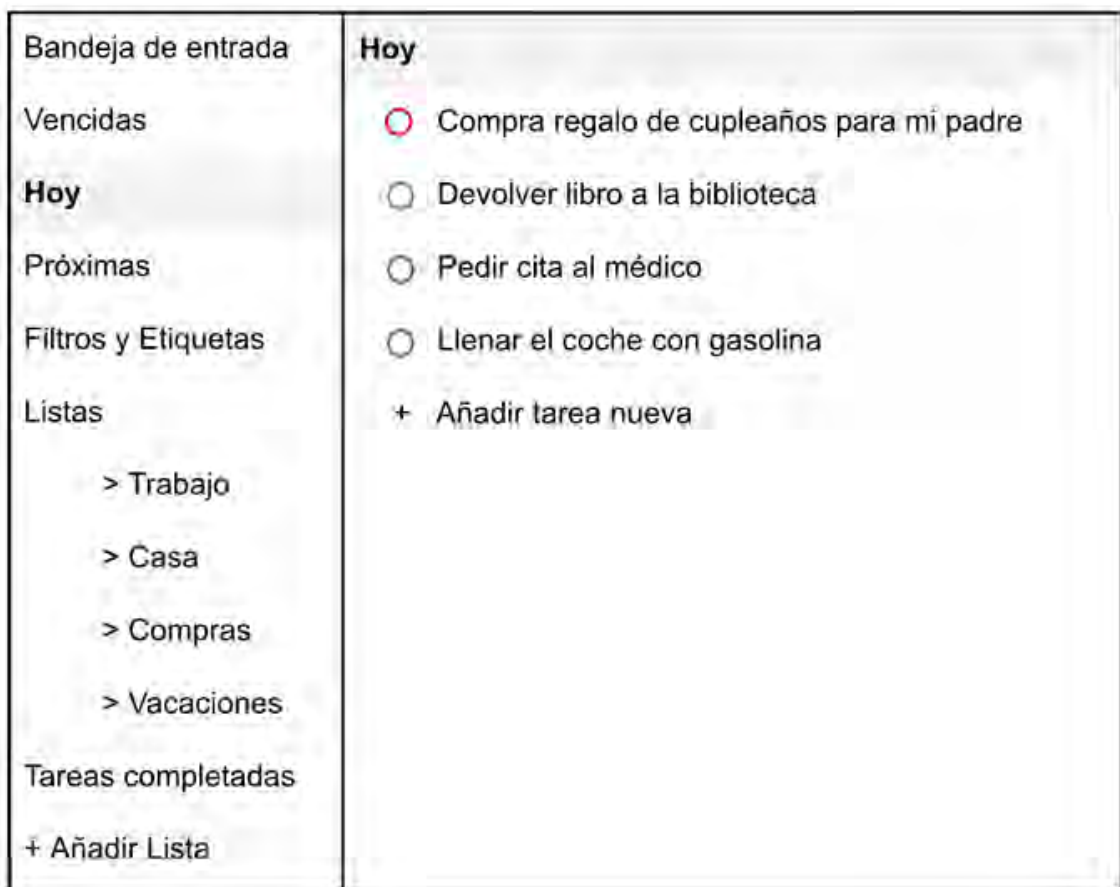 Bandeja de entrada
Vencidas
Hoy
Próximas
Filtros y Etiquetas
Listas
> Trabajo
> Casa
> Compras
> Vacaciones
Tareas completadas
+ Añadir Lista
Hoy
Compra regalo de cupleaños para mi padre
Devolver libro a la biblioteca
Pedir cita al médico
Llenar el coche con gasolina
+ Añadir tarea nueva